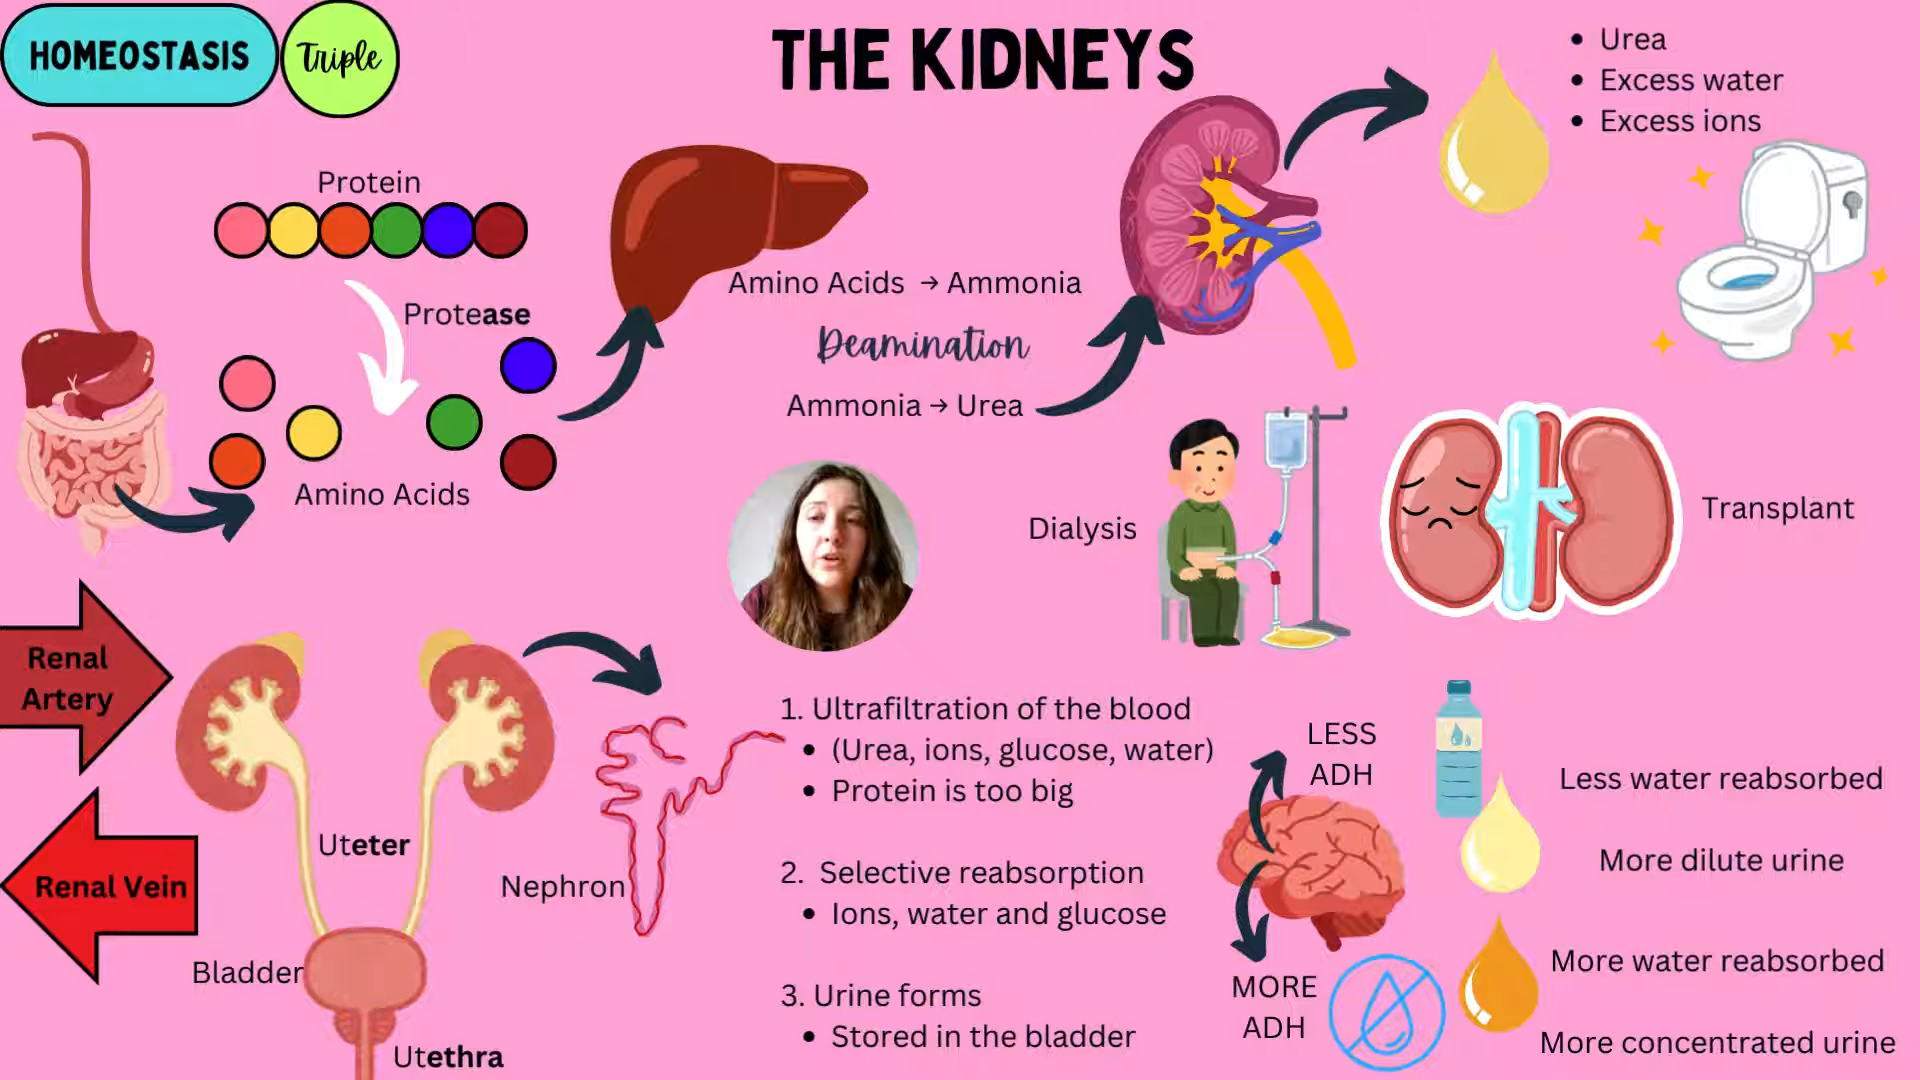 HOMEOSTASIS
Triple
THE KIDNEYS
Urea
Excess water
Excess ions
Protein
Protease
Amino Acids
Amino Acids → Ammonia
Deamination
Ammonia → Urea
Dialysis
Transplant
Renal
Artery
Renal Vein
Uteter
Bladder
Utethra
Nephron
1. Ultrafiltration of the blood
(Urea, ions, glucose, water)
Protein is too big
2. Selective reabsorption
Ions, water and glucose
3. Urine forms
Stored in the bladder
LESS
ADH
Less water reabsorbed
More dilute urine
MORE
ADH
More water reabsorbed
More concentrated urine